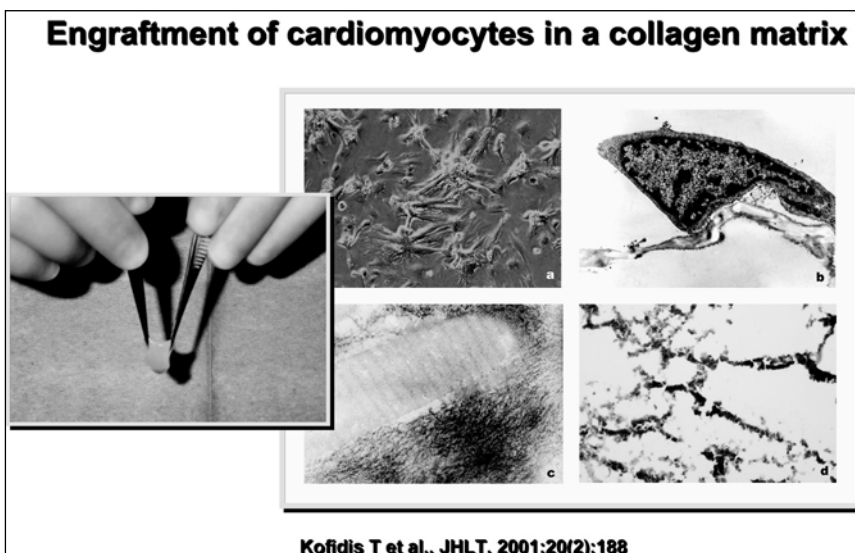 Engraftment of cardiomyocytes in a collagen matrix
a
b
c
d
Kofidis T et al., JHLT, 2001;20(2):188